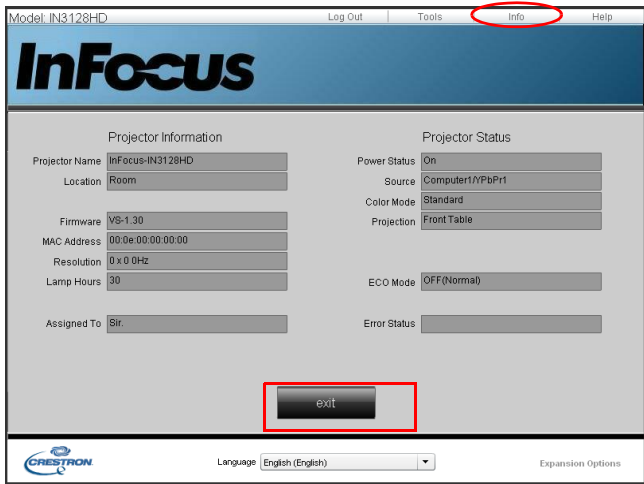 Model: IN3128HD Log Out Tools Info Help
InFocus
Projector Information Projector Status
Projector Name InFocus-IN3128HD Power Status On
Location Room Source Computer1/YPbPr1
Color Mode Standard
Firmware VS-1.30 Projection Front Table
MAC Address 00:0e:00:00:00:00
Resolution 0 x 0 0Hz
Lamp Hours 30 ECO Mode OFF(Normal)
Assigned To Sir. Error Status
exit
CRESTRON. Language English (English) Expansion Options